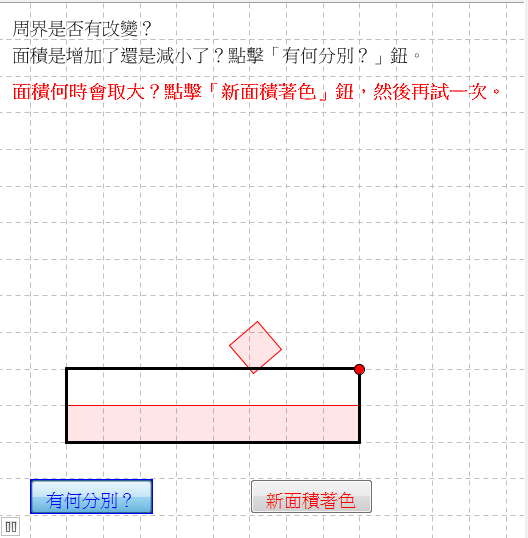 周界是否有改變？
面積是增加了還是減小了？點擊「有何分別？」鈕。
面積何時會取大？點擊「新面積著色」鈕，然後再試一次。
有何分別？
新面積著色